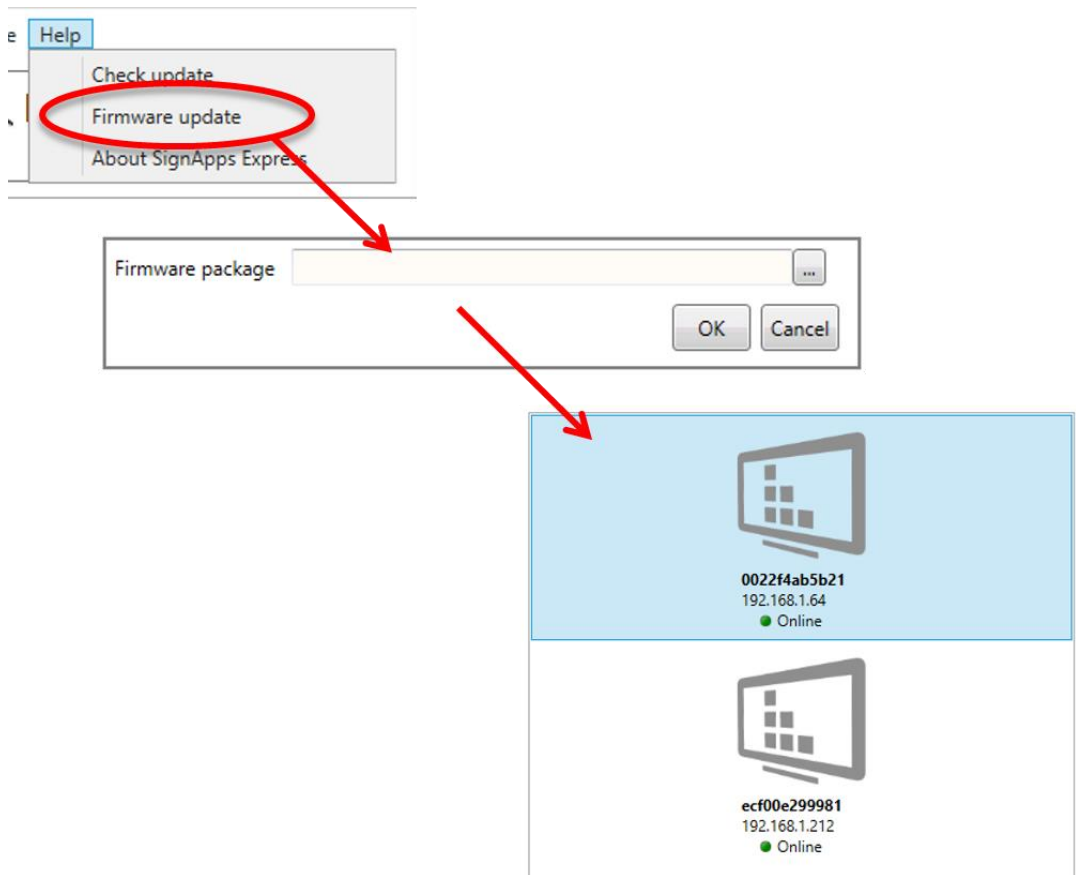 e Help
Check update
Firmware update
About SignApps Express
Firmware package
...
OK Cancel
0022f4ab5b21
192.168.1.64
Online
ecf00e299981
192.168.1.212
Online